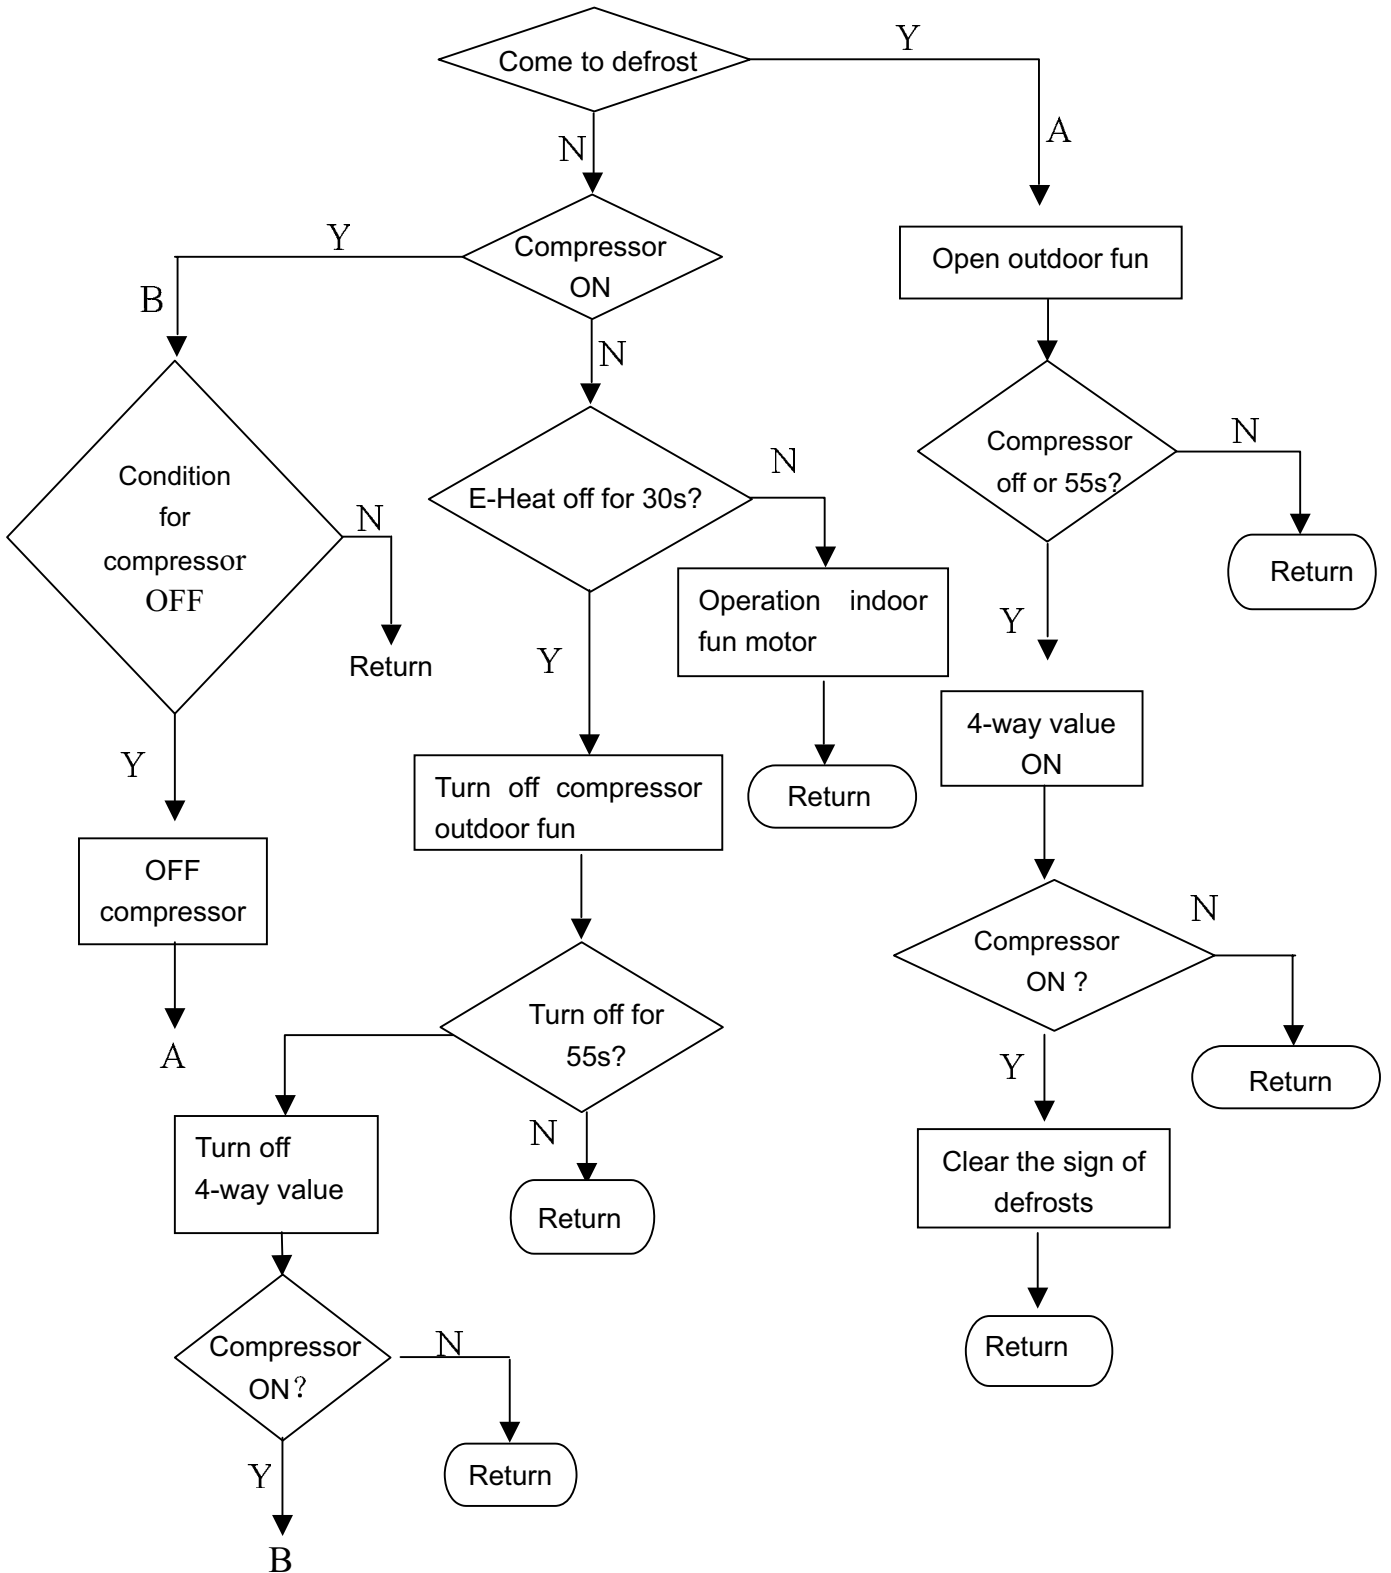 Come to defrost
Y
A
N
Compressor
ON
Y
B
N
Open outdoor fun
Condition
for
compressor
OFF
N
Return
Y
OFF
compressor
A
E-Heat off for 30s?
N
Operation indoor
fun motor
Return
Y
Turn off compressor
outdoor fun
Turn off for
55s?
N
Return
Turn off
4-way value
Compressor
ON?
N
Return
Y
B
Compressor
off or 55s?
N
Return
Y
4-way value
ON
Compressor
ON ?
N
Return
Y
Clear the sign of
defrosts
Return